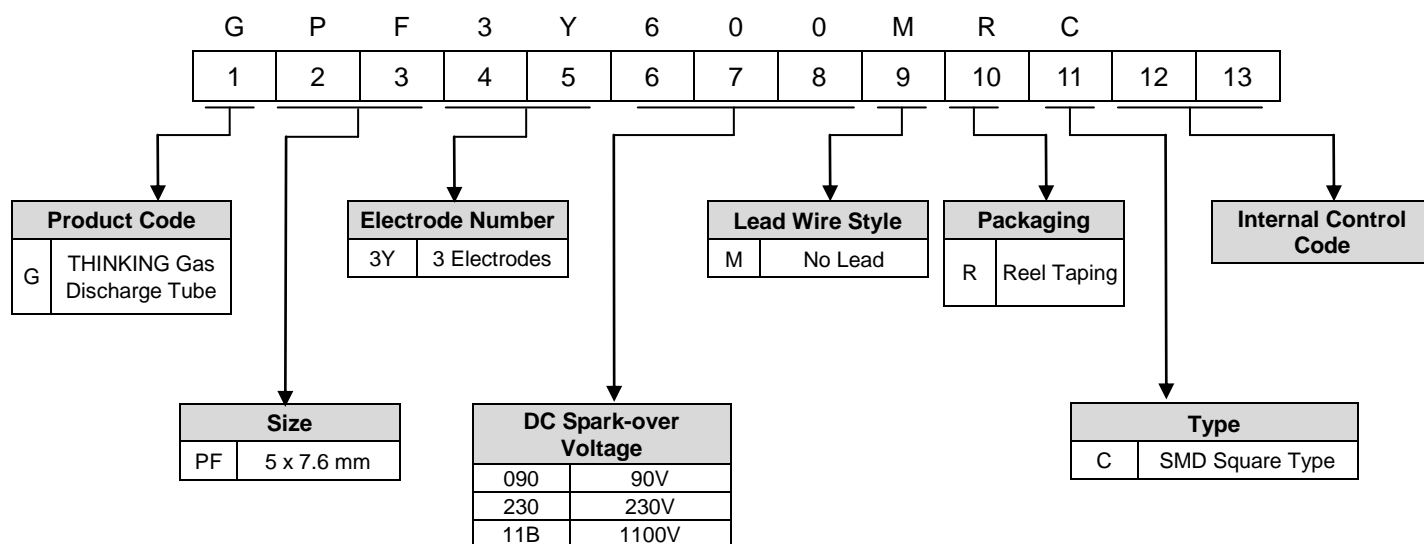 G P F 3 Y 6 0 0 M R C
1 2 3 4 5 6 7 8 9 10 11 12 13
Product Code
G THINKING Gas
Discharge Tube
Electrode Number
3Y 3 Electrodes
Lead Wire Style
M No Lead
Packaging
R Reel Taping
Internal Control
Code
Size
PF 5 x 7.6 mm
DC Spark-over
Voltage
090 90V
230 230V
11B 1100V
Type
C SMD Square Type